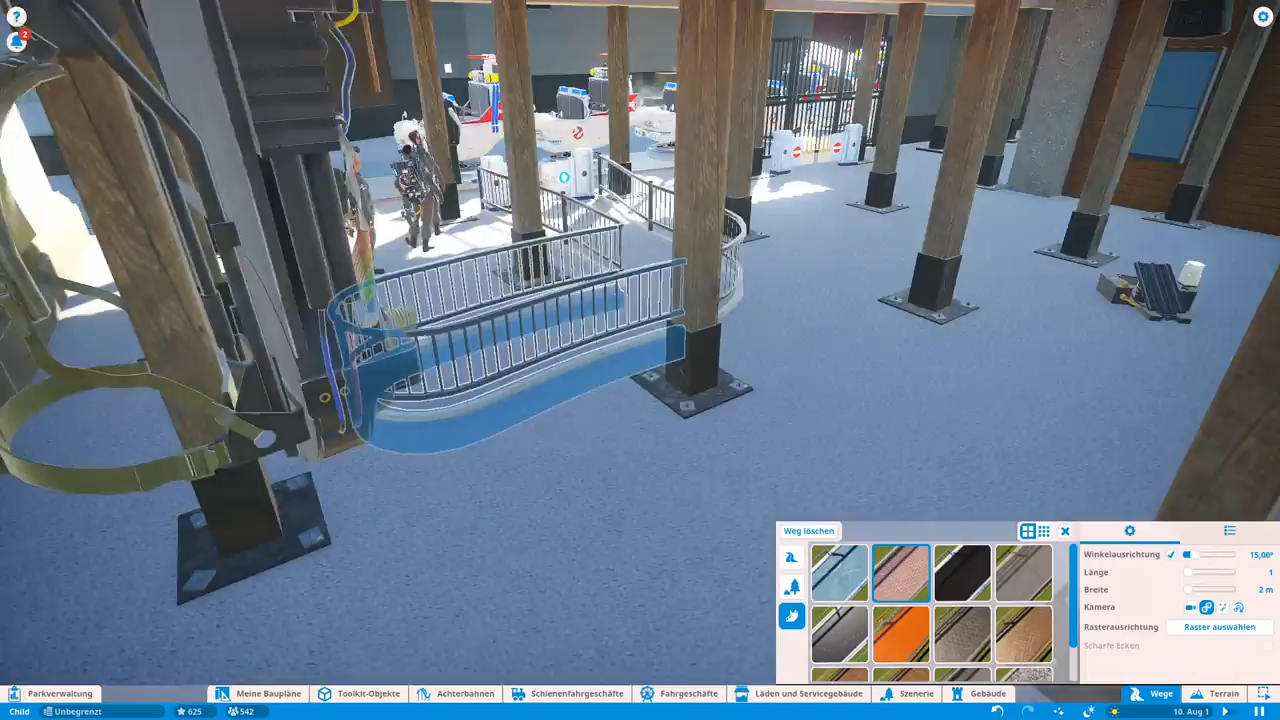 ?
2
Weg löschen
Winkelausrichtung 15,00°
Länge 1
Breite 2 m
Kamera
Rasterausrichtung Raster auswählen
Scharfe Ecken
Parkverwaltung Meine Baupläne Toolkit-Objekte Achterbahnen Schienenfahrgeschäfte Fahrgeschäfte Läden und Servicegebäude Szenerie Gebäude Wege Terrain
Child Unbegrenzt 625 542 10. Aug 1